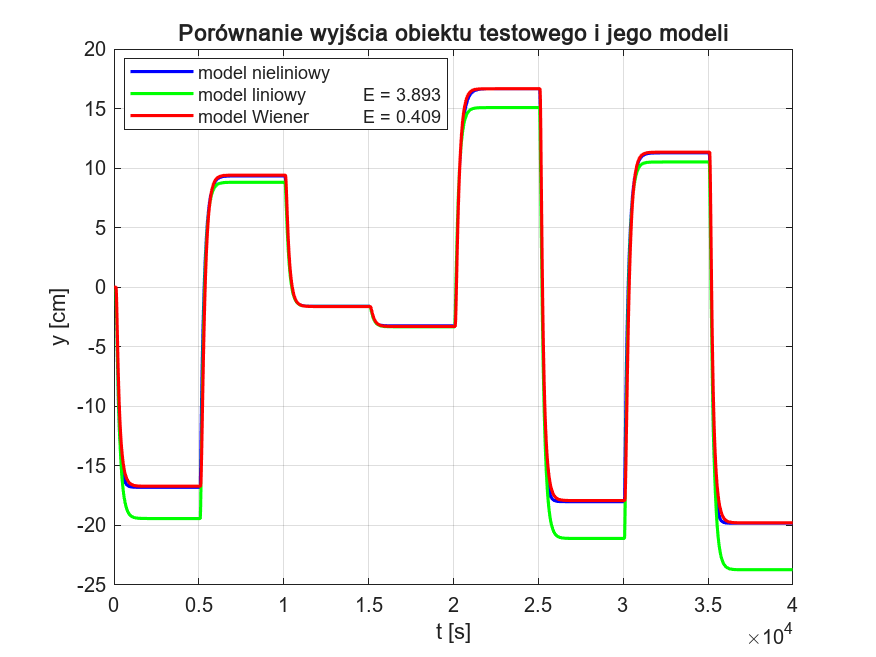 Porównanie wyjścia obiektu testowego i jego modeli
model nieliniowy
model liniowy E = 3.893
model Wiener E = 0.409
20
15
10
5
0
-5
-10
-15
-20
-25
y [cm]
0 0.5 1 1.5 2 2.5 3 3.5 4
t [s]
×10^4